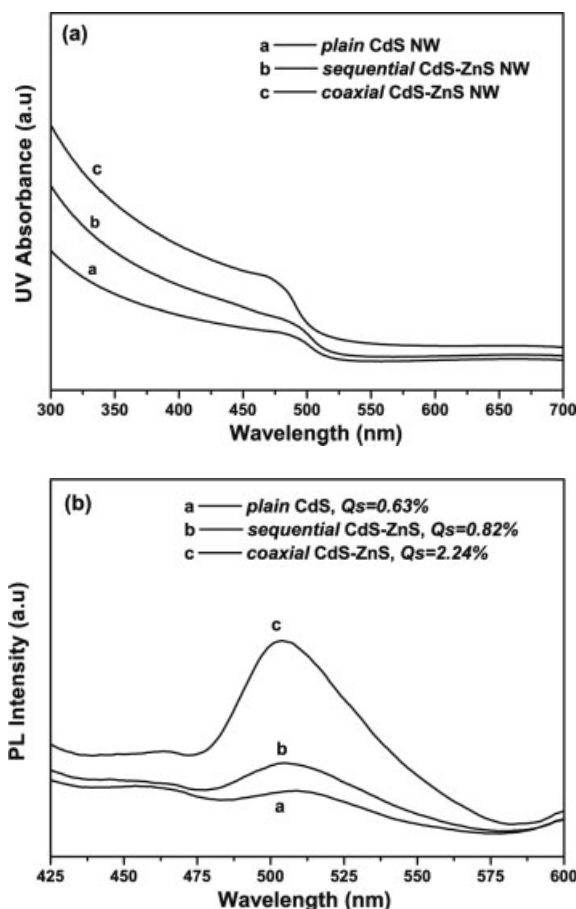 (a)
a — plain CdS NW
b — sequential CdS-ZnS NW
c — coaxial CdS-ZnS NW
UV Absorbance (a.u)
c
b
a
300 350 400 450 500 550 600 650 700
Wavelength (nm)
(b)
a — plain CdS, Qs=0.63%
b — sequential CdS-ZnS, Qs=0.82%
c — coaxial CdS-ZnS, Qs=2.24%
PL Intensity (a.u)
c
b
a
425 450 475 500 525 550 575 600
Wavelength (nm)